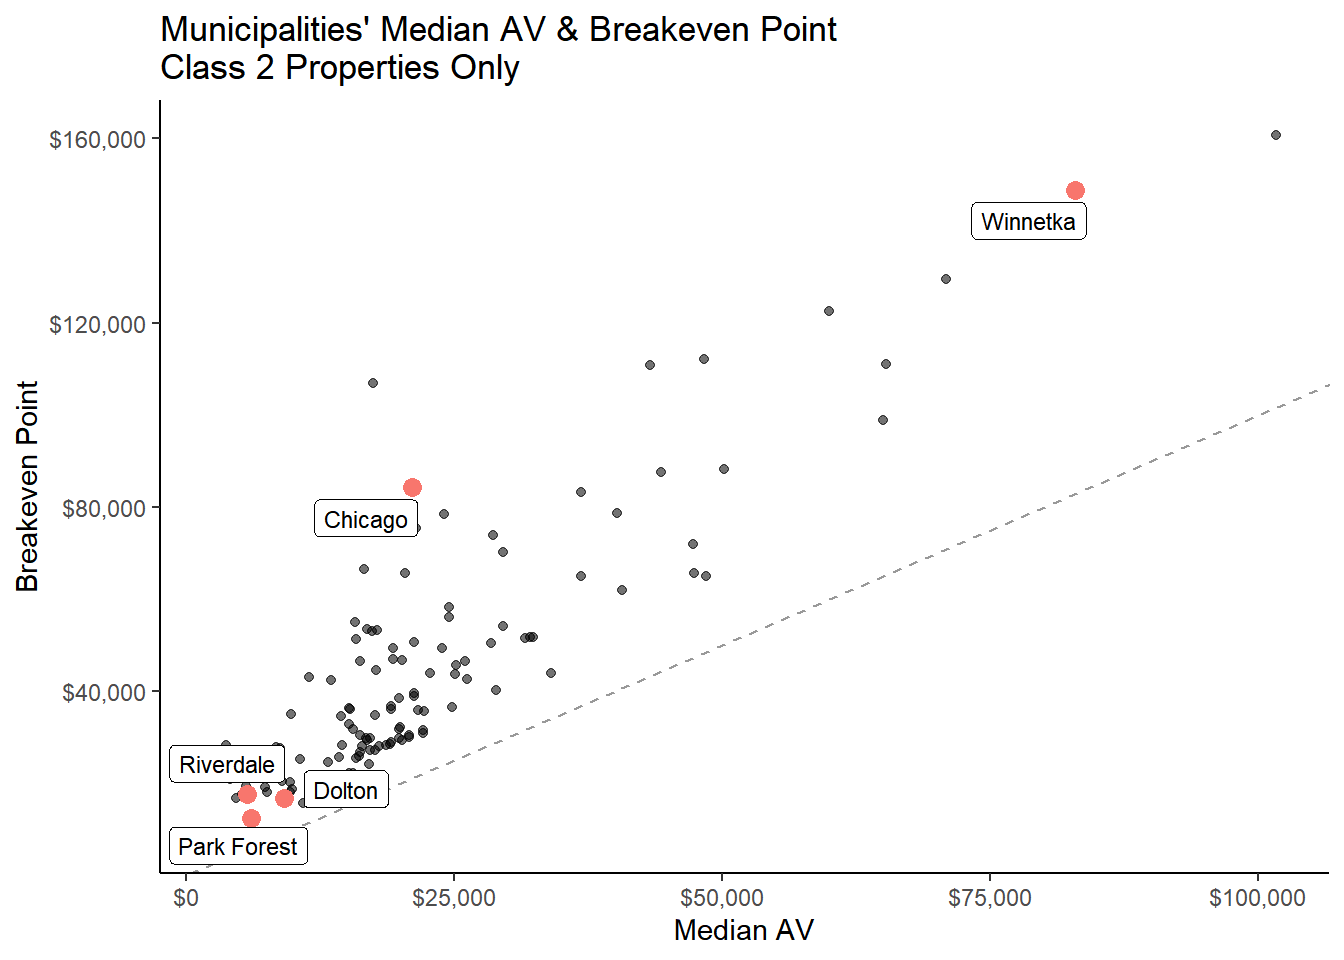 Municipalities' Median AV & Breakeven Point
Class 2 Properties Only
$160,000
$120,000
$80,000
$40,000
Breakeven Point
Winnetka
Chicago
Riverdale
Dolton
Park Forest
$0
$25,000
$50,000
$75,000
$100,000
Median AV